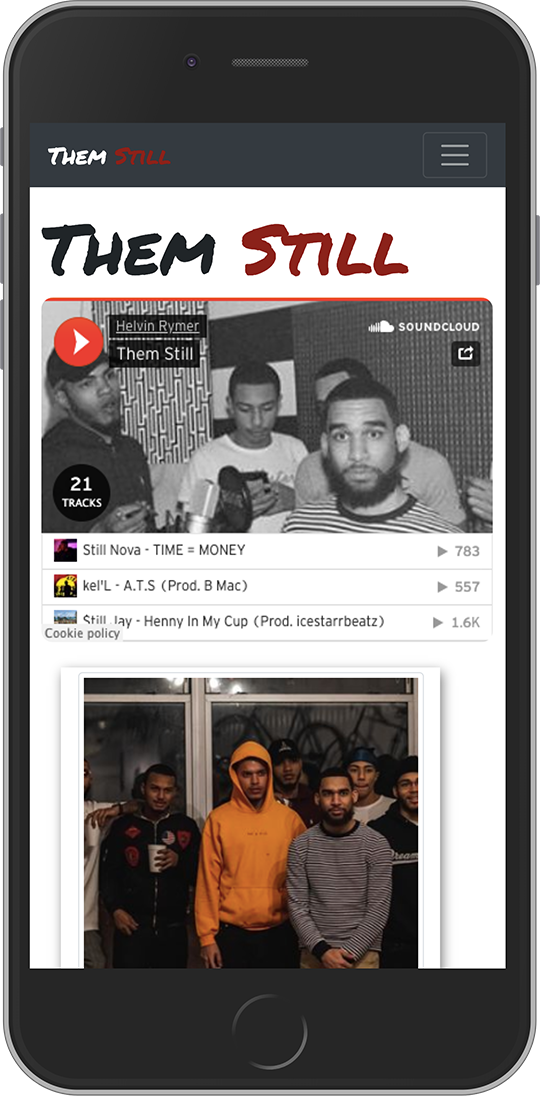 Them Still
Them Still
Helvin Rymer
SOUNDCLOUD
Them Still
21
TRACKS
Still Nova - TIME = MONEY
783
kel'L - A.T.S (Prod. B Mac)
557
$till Jay - Henny In My Cup (Prod. icestarrbeatz)
1.6K
Cookie policy